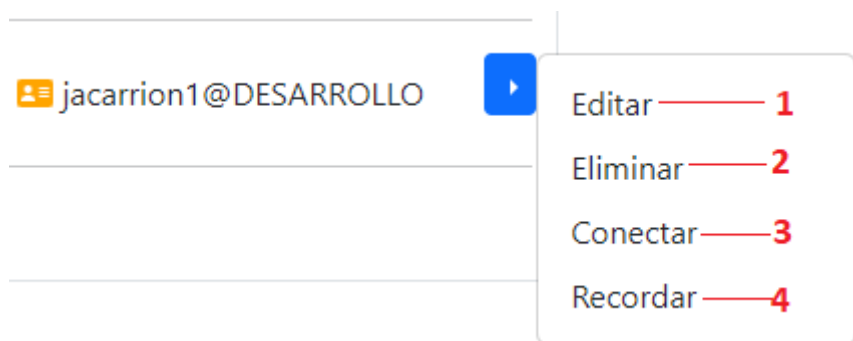 jacarrion1@DESARROLLO
Editar 1
Eliminar 2
Conectar 3
Recordar 4